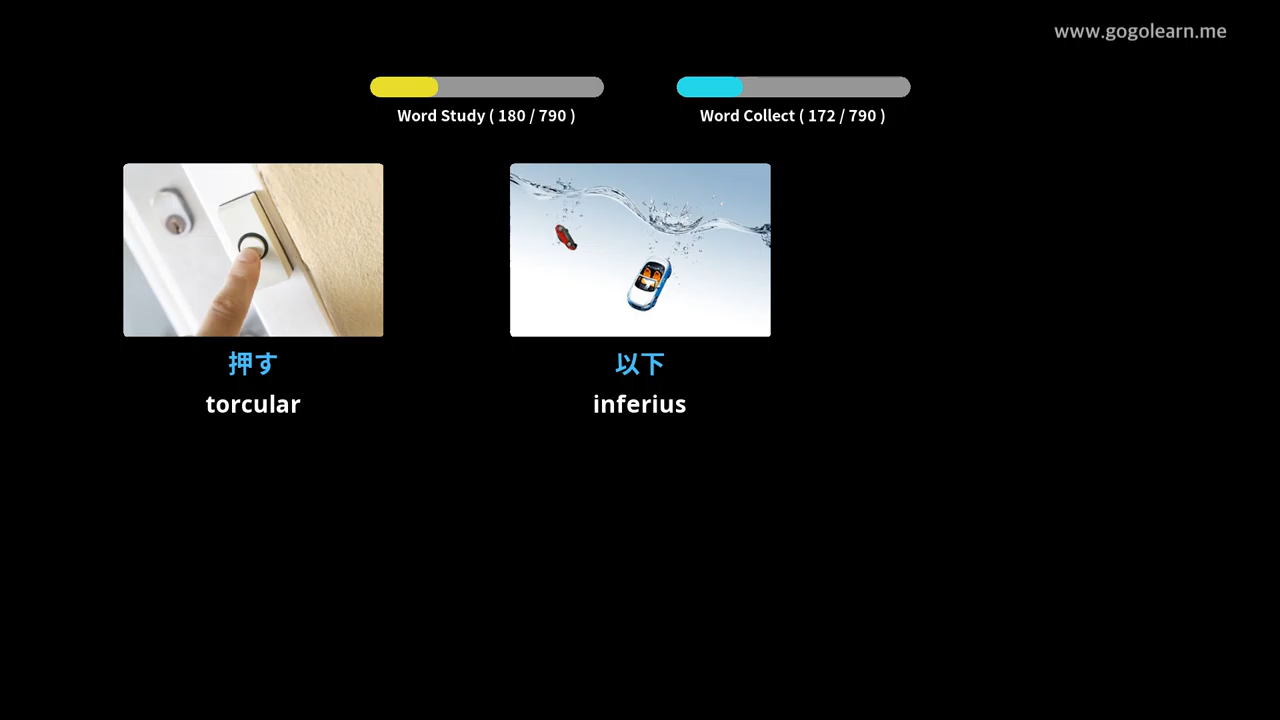 www.gogolearn.me
Word Study ( 180 / 790 )
Word Collect ( 172 / 790 )
押す
torcular
以下
inferius